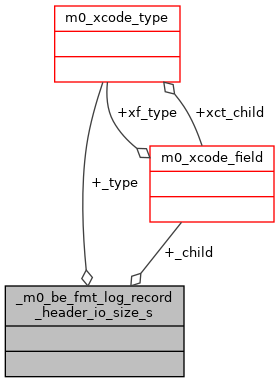 m0_xcode_type
+xf_type
+xct_child
m0_xcode_field
+_type
+_child
_m0_be_fmt_log_record
_header_io_size_s